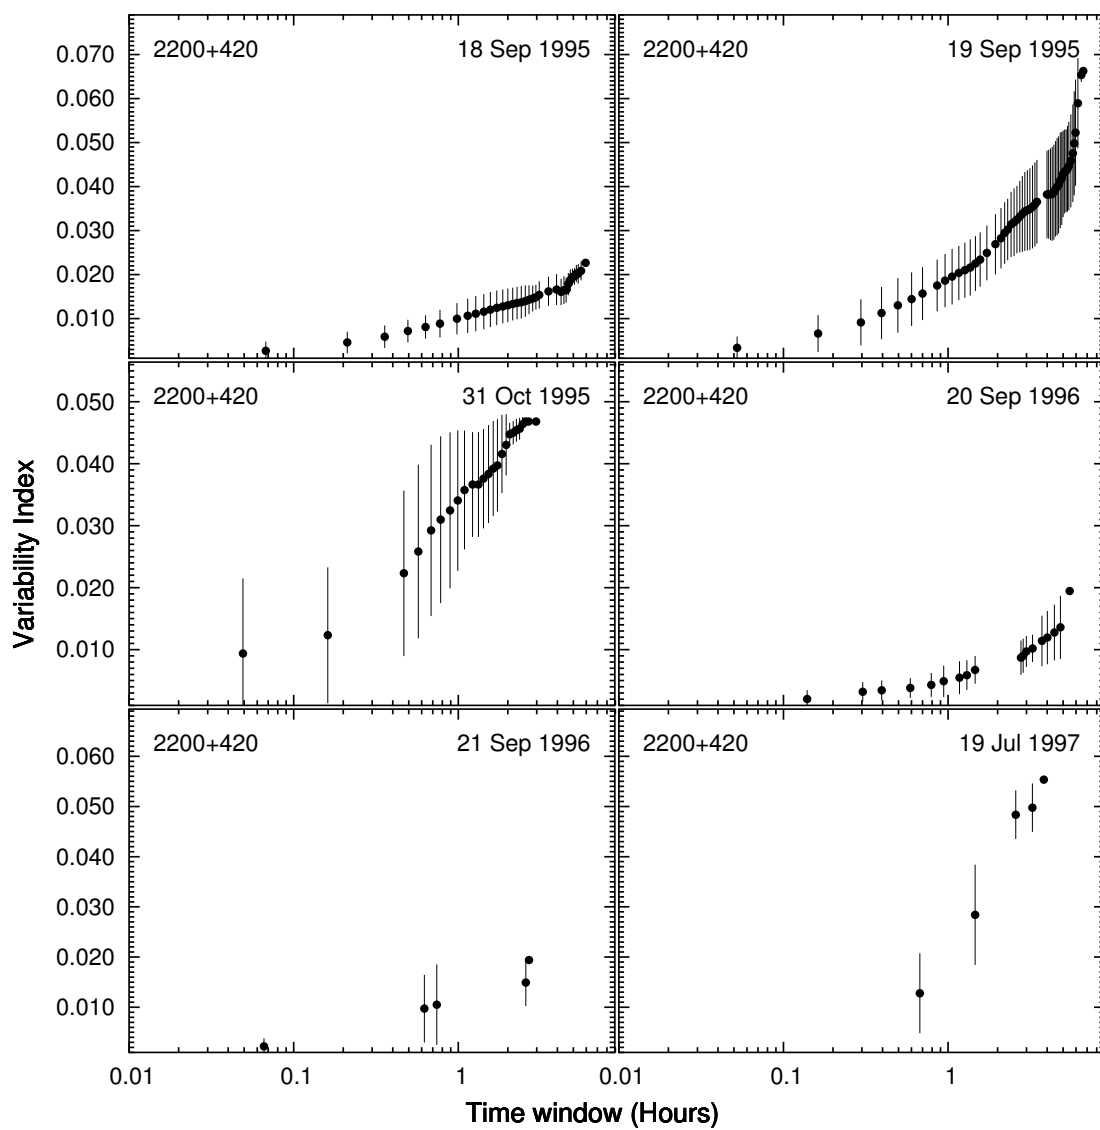 2200+420 18 Sep 1995
2200+420 19 Sep 1995
0.070
0.060
0.050
0.040
0.030
0.020
0.010
2200+420 31 Oct 1995
2200+420 20 Sep 1996
0.050
0.040
0.030
0.020
0.010
Variability Index
2200+420 21 Sep 1996
2200+420 19 Jul 1997
0.060
0.050
0.040
0.030
0.020
0.010
0.01 0.1 1 0.01 0.1 1
Time window (Hours)